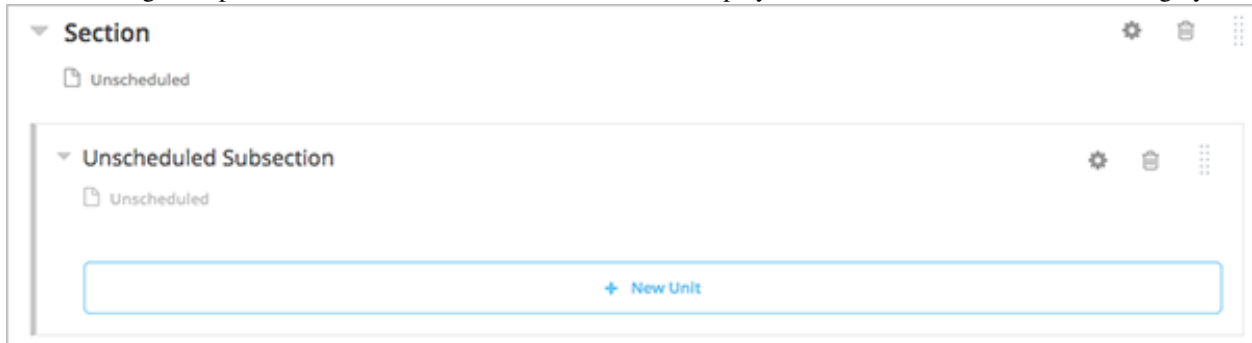 Section
Unscheduled
Unscheduled Subsection
Unscheduled
+ New Unit